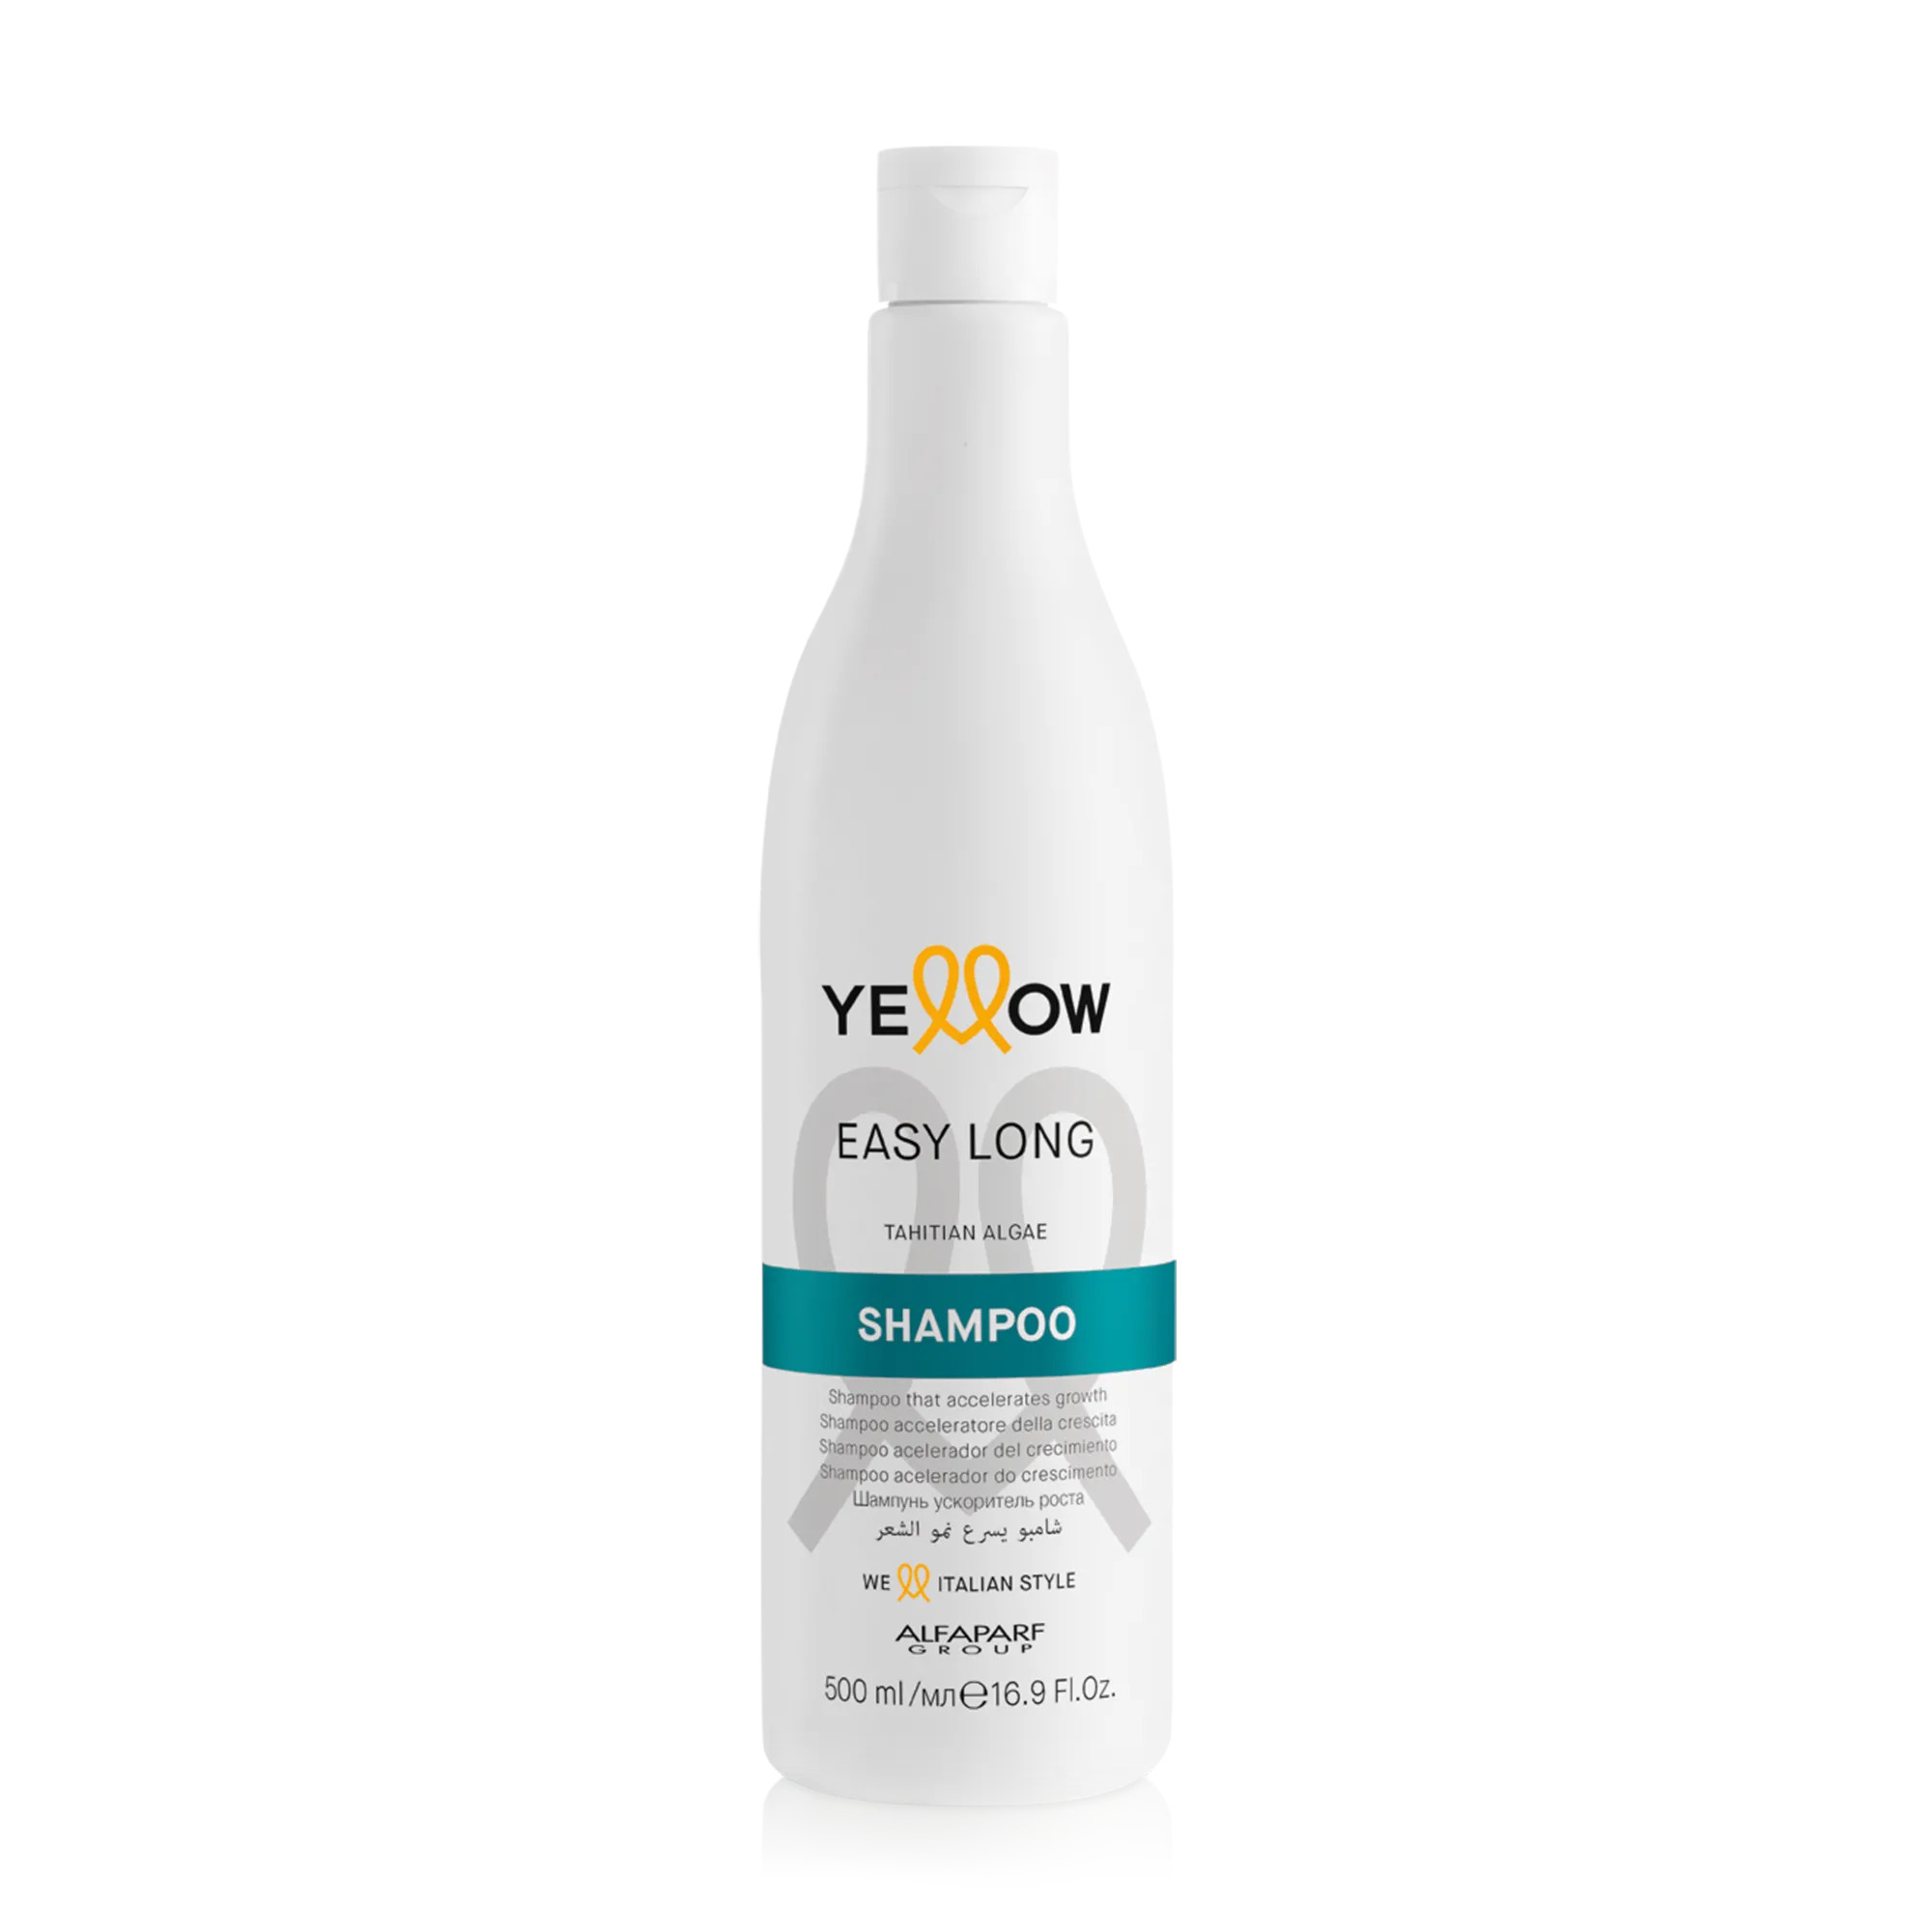 YELLOW
EASY LONG
TAHITIAN ALGAE
SHAMPOO
Shampoo that accelerates growth
Shampoo acceleratore della crescita
Shampoo acelerador del crecimiento
Shampoo acelerador do crescimento
Шампунь ускоритель роста
شامبو يسرع نمو الشعر
WE ITALIAN STYLE
ALFAPARF
GROUP
500 ml/мл℮16.9 Fl.Oz.